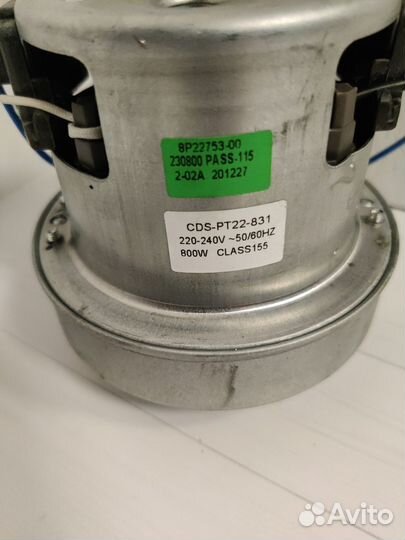 8P22753-00
230800 PASS-115
2-02A 201227
CDS-PT22-831
220-240V ~50/60HZ
800W CLASS155
Avito